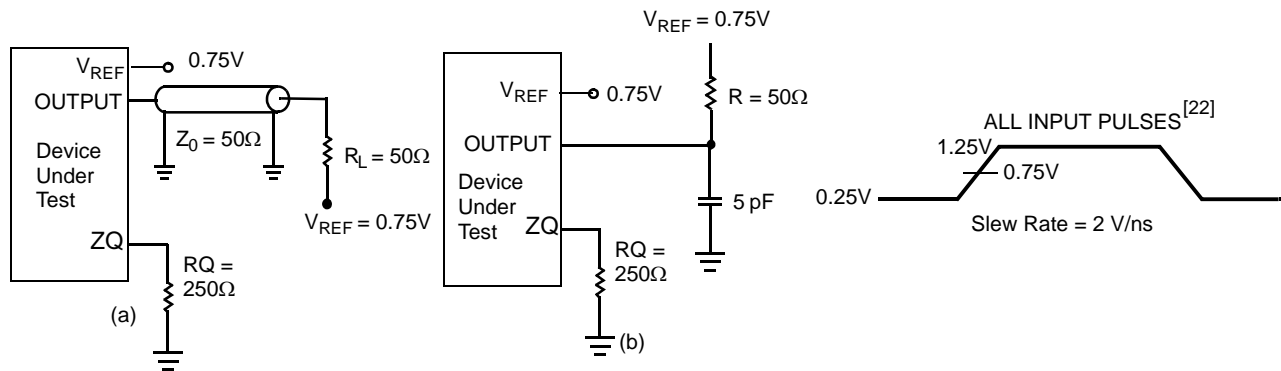 V_REF
0.75V
OUTPUT
Z_0 = 50Ω
Device
Under
Test
R_L = 50Ω
V_REF = 0.75V
ZQ
RQ =
250Ω
(a)
V_REF = 0.75V
V_REF
0.75V
R = 50Ω
OUTPUT
Device
Under
Test
5 pF
ZQ
RQ =
250Ω
(b)
ALL INPUT PULSES[22]
1.25V
0.75V
0.25V
Slew Rate = 2 V/ns